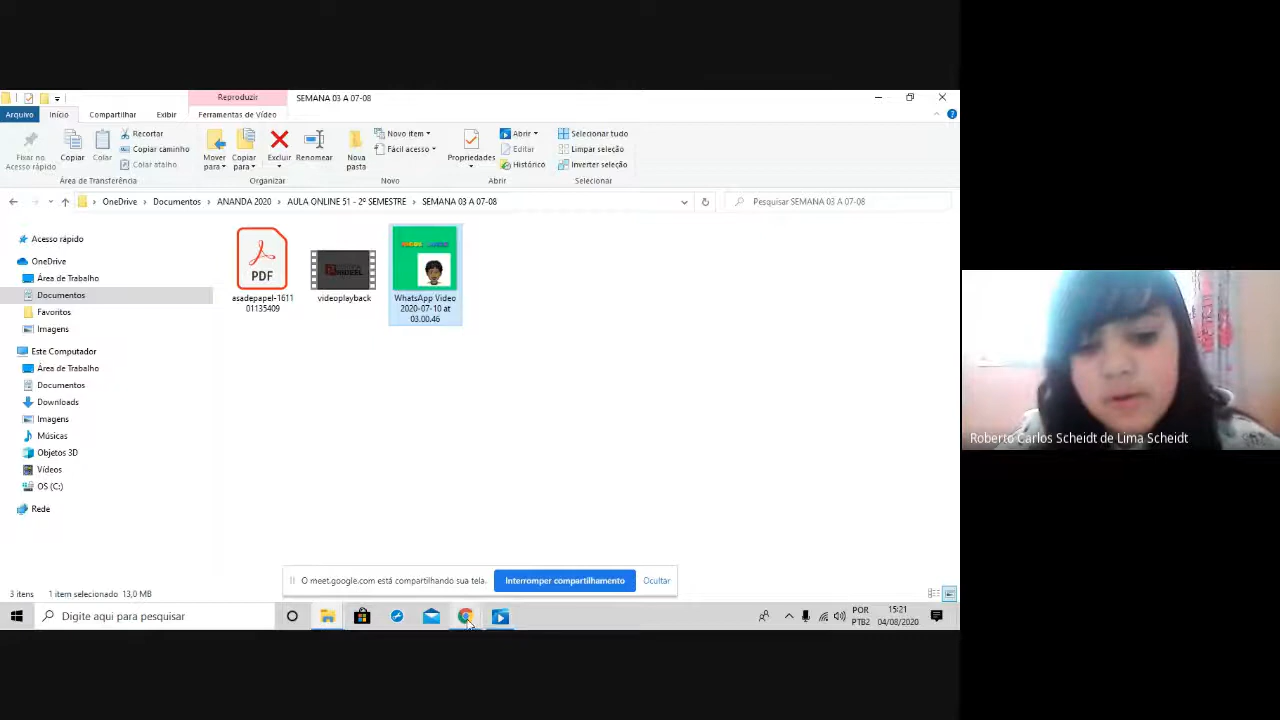 Reproduzir
SEMANA 03 A 07-08
Arquivo
Início
Compartilhar
Exibir
Ferramentas de Vídeo
Fixar no
Acesso rápido
Copiar
Colar
Recortar
Copiar caminho
Colar atalho
Área de Transferência
Mover
para
Copiar
para
Excluir
Renomear
Organizar
Nova
pasta
Novo item
Fácil acesso
Novo
Propriedades
Abrir
Editar
Histórico
Abrir
Selecionar tudo
Limpar seleção
Inverter seleção
Selecionar
OneDrive
Documentos
ANANDA 2020
AULA ONLINE 51 - 2º SEMESTRE
SEMANA 03 A 07-08
Pesquisar SEMANA 03 A 07-08
Acesso rápido
OneDrive
Área de Trabalho
Documentos
Favoritos
Imagens
Este Computador
Área de Trabalho
Documentos
Downloads
Imagens
Músicas
Objetos 3D
Vídeos
OS (C:)
Rede
PDF
asadepapel-1611
01135409
videoplayback
WhatsApp Video
2020-07-10 at
03.00.46
Roberto Carlos Scheidt de Lima Scheidt
O meet.google.com está compartilhando sua tela.
Interromper compartilhamento
Ocultar
3 itens
1 item selecionado
13,0 MB
Digite aqui para pesquisar
POR
PTB2
15:21
04/08/2020